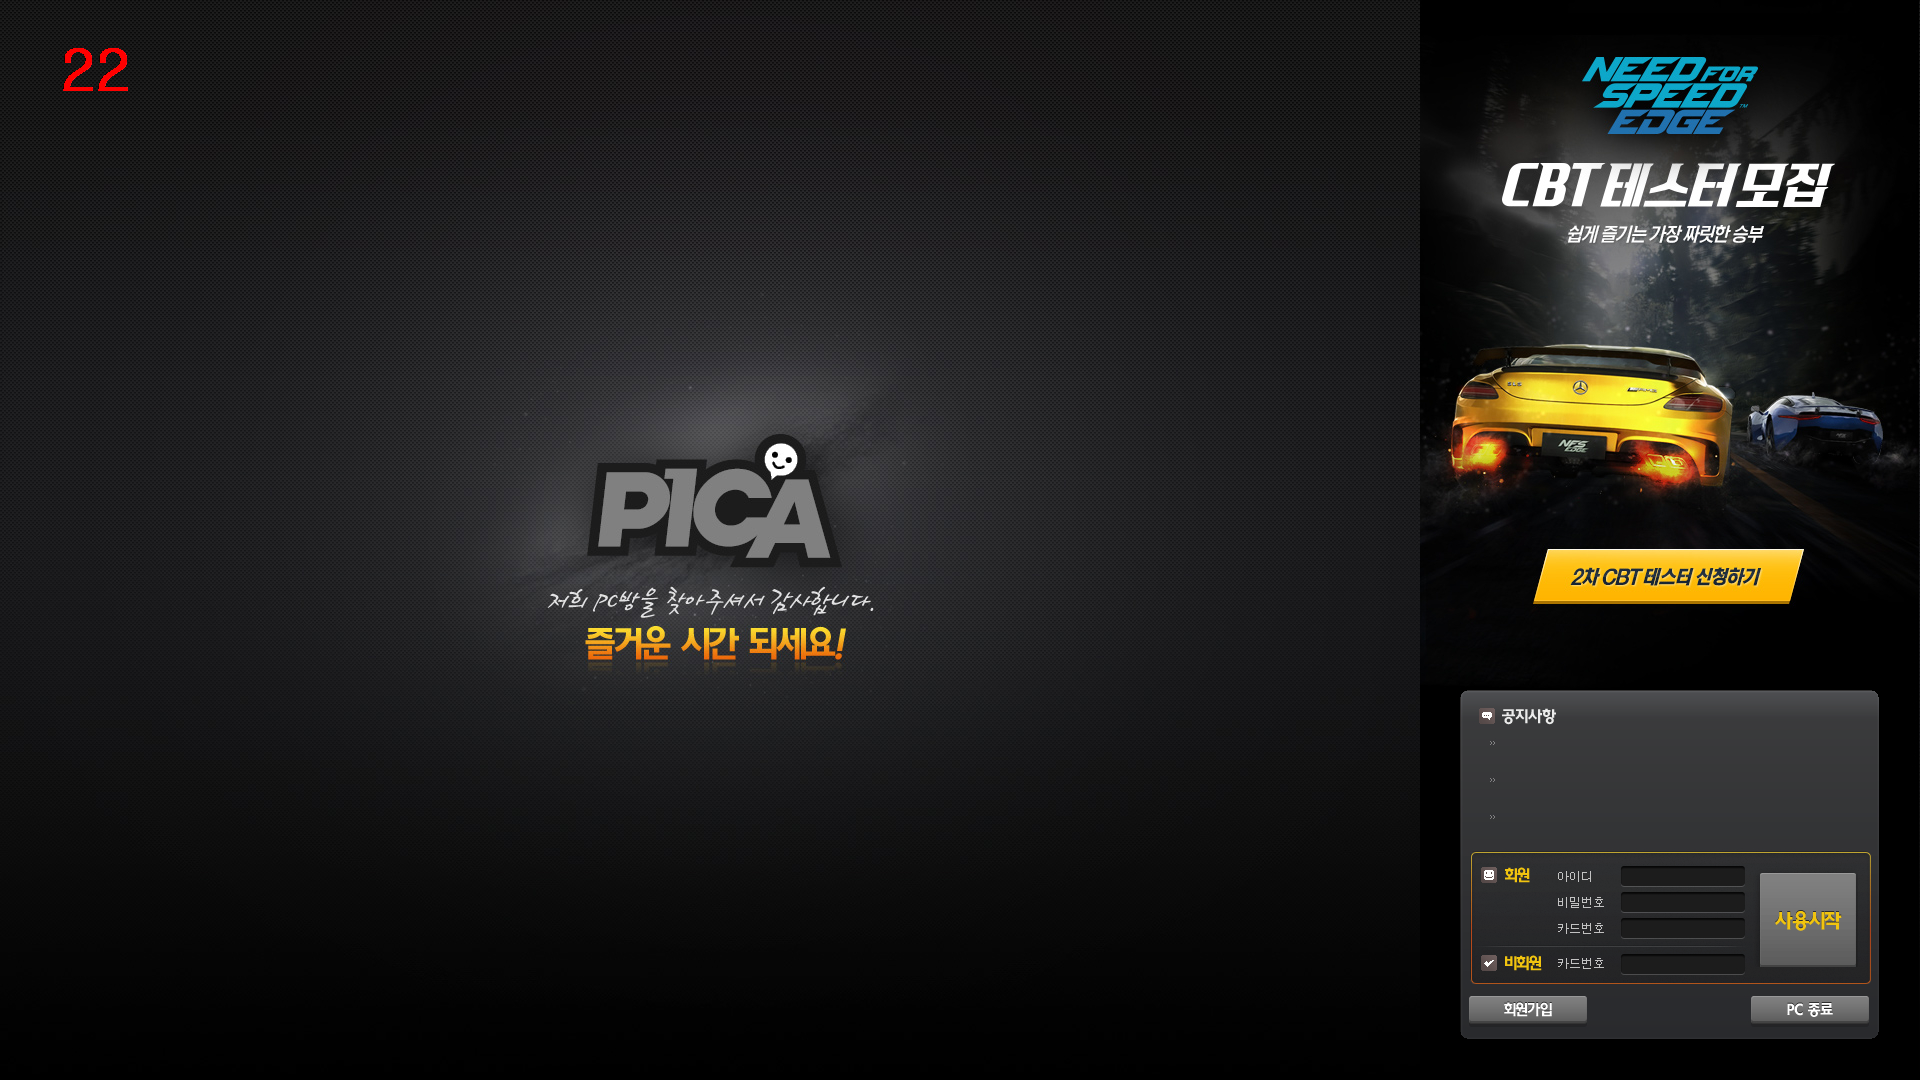 22
NEED FOR
SPEED™
EDGE
CBT 테스터 모집
쉽게 즐기는 가장 짜릿한 승부
NFS
EDGE
2차 CBT 테스터 신청하기
PICA
저희 PC방을 찾아주셔서 감사합니다.
즐거운 시간 되세요!
공지사항
회원
아이디
비밀번호
카드번호
사용시작
비회원
카드번호
회원가입
PC 종료